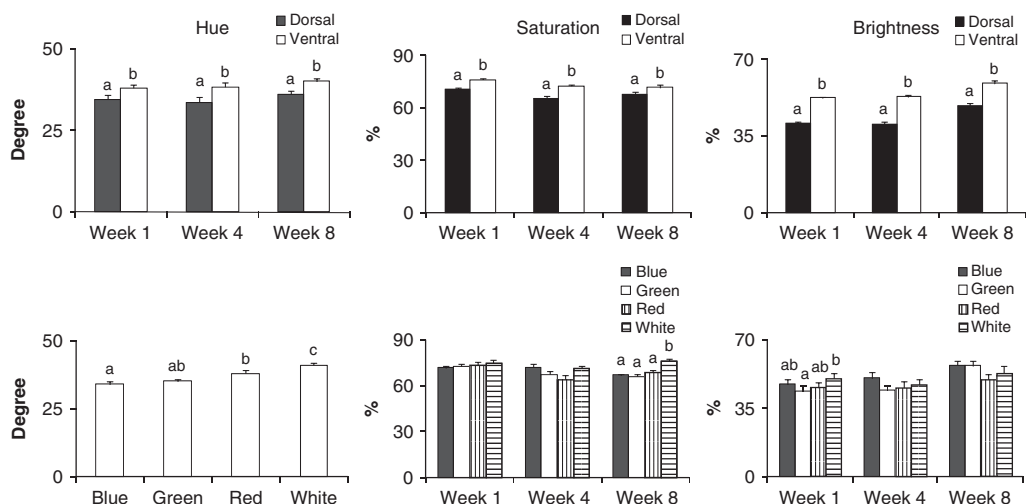 Hue
Dorsal
Ventral
50
25
0
Degree
a b a b a b
Week 1 Week 4 Week 8
Saturation
Dorsal
Ventral
90
60
30
0
%
a b a b a b
Week 1 Week 4 Week 8
Brightness
Dorsal
Ventral
70
35
0
%
a b a b a b
Week 1 Week 4 Week 8
50
25
0
Degree
a ab b c
Blue Green Red White
Blue
Green
Red
White
90
60
30
0
%
a a a b
Week 1 Week 4 Week 8
Blue
Green
Red
White
70
35
0
%
ab a ab b
Week 1 Week 4 Week 8